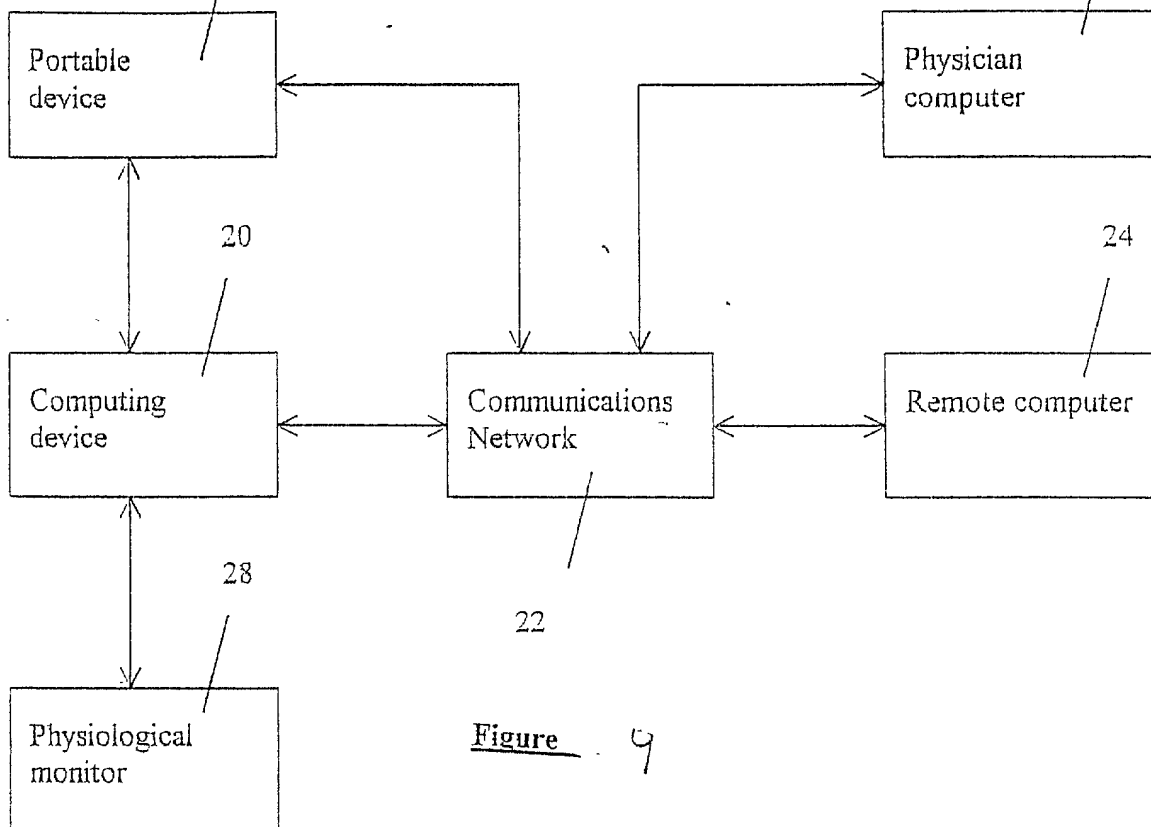 Portable
device
Physician
computer
20
24
Computing
device
Communications
Network
Remote computer
28
22
Physiological
monitor
Figure 9